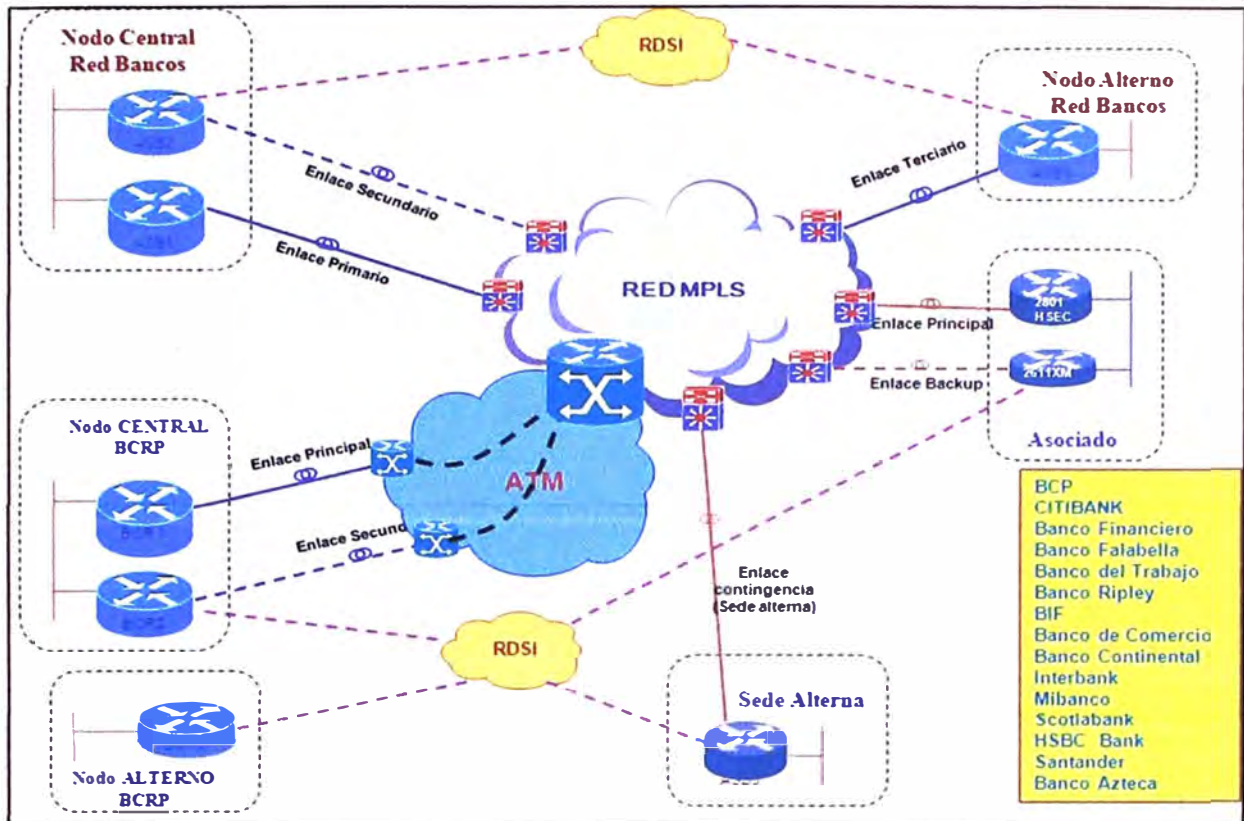 Nodo Central
Red Bancos
RDSI
Nodo Alterno
Red Bancos
Enlace Secundario
Enlace Primario
Enlace Terciario
RED MPLS
2801
HSEC
Enlace Principal
2611XM
Enlace Backup
Asociado
Nodo CENTRAL
BCRP
Enlace Principal
Enlace Secund
ATM
BCR2
Enlace
contingencia
(Sede alterna)
RDSI
Sede Alterna
Nodo ALTERNO
BCRP
BCP
CITIBANK
Banco Financiero
Banco Falabella
Banco del Trabajo
Banco Ripley
BIF
Banco de Comercio
Banco Continental
Interbank
Mibanco
Scotiabank
HSBC Bank
Santander
Banco Azteca